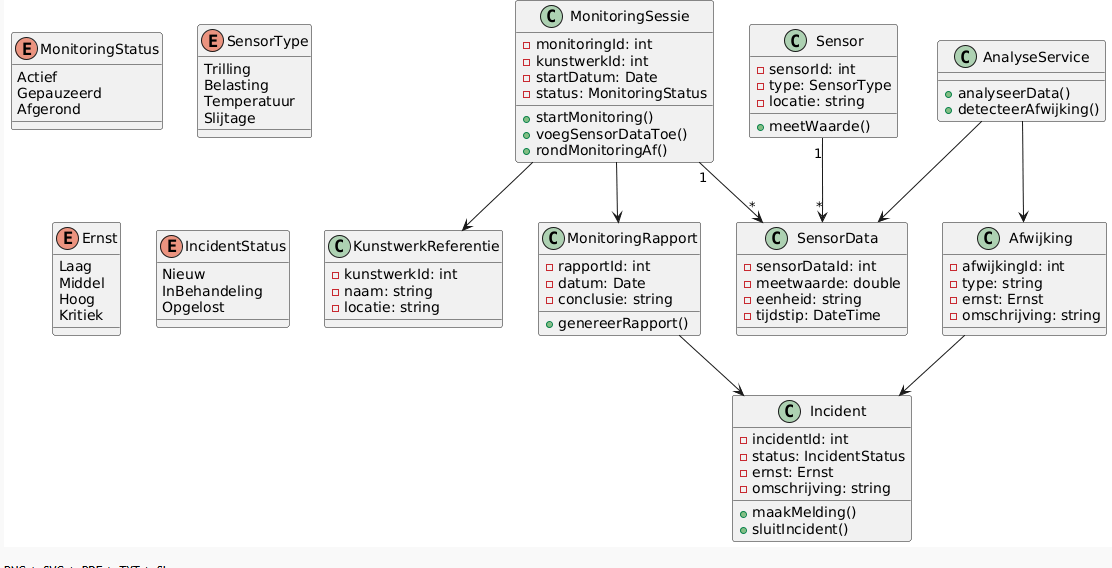 E MonitoringStatus
Actief
Gepauzeerd
Afgerond
E SensorType
Trilling
Belasting
Temperatuur
Slijtage
C MonitoringSessie
monitoringId: int
kunstwerkId: int
startDatum: Date
status: MonitoringStatus
startMonitoring()
voegSensorDataToe()
rondMonitoringAf()
C Sensor
sensorId: int
type: SensorType
locatie: string
meetWaarde()
C AnalyseService
analyseerData()
detecteerAfwijking()
1
*
1
*
E Ernst
Laag
Middel
Hoog
Kritiek
E IncidentStatus
Nieuw
InBehandeling
Opgelost
C KunstwerkReferentie
kunstwerkId: int
naam: string
locatie: string
C MonitoringRapport
rapportId: int
datum: Date
conclusie: string
genereerRapport()
C SensorData
sensorDataId: int
meetwaarde: double
eenheid: string
tijdstip: DateTime
C Afwijking
afwijkingId: int
type: string
ernst: Ernst
omschrijving: string
C Incident
incidentId: int
status: IncidentStatus
ernst: Ernst
omschrijving: string
maakMelding()
sluitIncident()